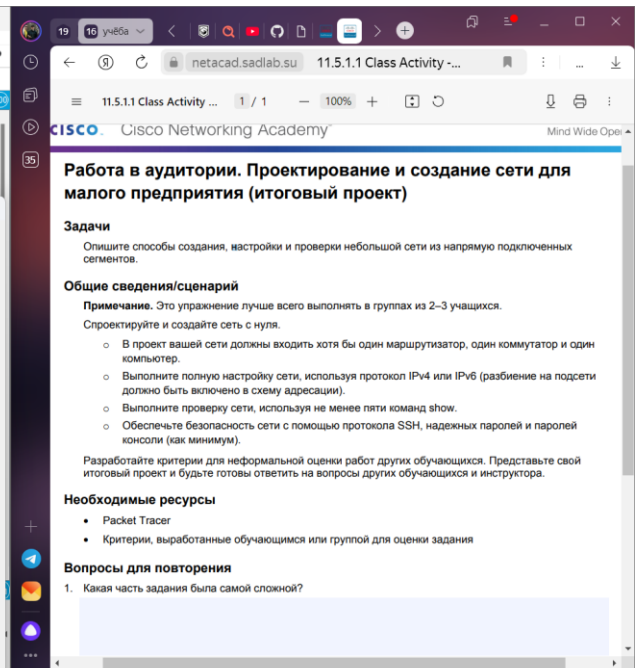 19
16 учёба
netacad.sadlab.su 11.5.1.1 Class Activity -...
11.5.1.1 Class Activity ... 1 / 1 — 100% +
35
CISCO. Cisco Networking Academy®
Mind Wide Ope
Работа в аудитории. Проектирование и создание сети для
малого предприятия (итоговый проект)
Задачи
Опишите способы создания, настройки и проверки небольшой сети из напрямую подключенных
сегментов.
Общие сведения/сценарий
Примечание. Это упражнение лучше всего выполнять в группах из 2–3 учащихся.
Спроектируйте и создайте сеть с нуля.
o В проект вашей сети должны входить хотя бы один маршрутизатор, один коммутатор и один
компьютер.
o Выполните полную настройку сети, используя протокол IPv4 или IPv6 (разбиение на подсети
должно быть включено в схему адресации).
o Выполните проверку сети, используя не менее пяти команд show.
o Обеспечьте безопасность сети с помощью протокола SSH, надежных паролей и паролей
консоли (как минимум).
Разработайте критерии для неформальной оценки работ других обучающихся. Представьте свой
итоговый проект и будьте готовы ответить на вопросы других обучающихся и инструктора.
Необходимые ресурсы
• Packet Tracer
• Критерии, выработанные обучающимся или группой для оценки задания
Вопросы для повторения
1. Какая часть задания была самой сложной?